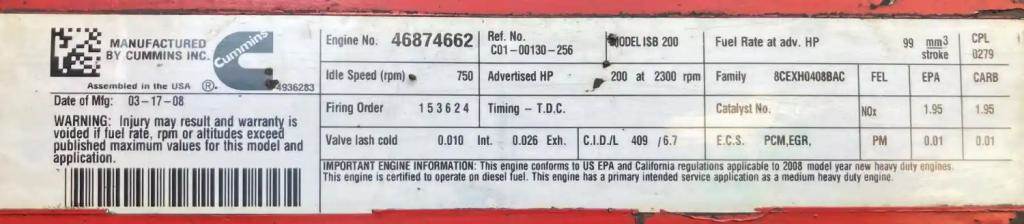 MANUFACTURED
BY CUMMINS INC.
Cummins
Assembled in the USA ®. 4936283
Date of Mfg: 03-17-08
WARNING: Injury may result and warranty is
voided if fuel rate, rpm or altitudes exceed
published maximum values for this model and
application.
Engine No. 46874662 Ref. No.
C01-00130-256
MODEL ISB 200 Fuel Rate at adv. HP 99 mm3
stroke
CPL
0279
Idle Speed (rpm) 750 Advertised HP 200 at 2300 rpm Family 8CEXH0408BAC FEL EPA CARB
Firing Order 153624 Timing - T.D.C. Catalyst No. NOx 1.95 1.95
Valve lash cold 0.010 Int. 0.026 Exh. C.I.D./L 409 /6.7 E.C.S. PCM,EGR, PM 0.01 0.01
IMPORTANT ENGINE INFORMATION: This engine conforms to US EPA and California regulations applicable to 2008 model year new heavy duty engines.
This engine is certified to operate on diesel fuel. This engine has a primary intended service application as a medium heavy duty engine.